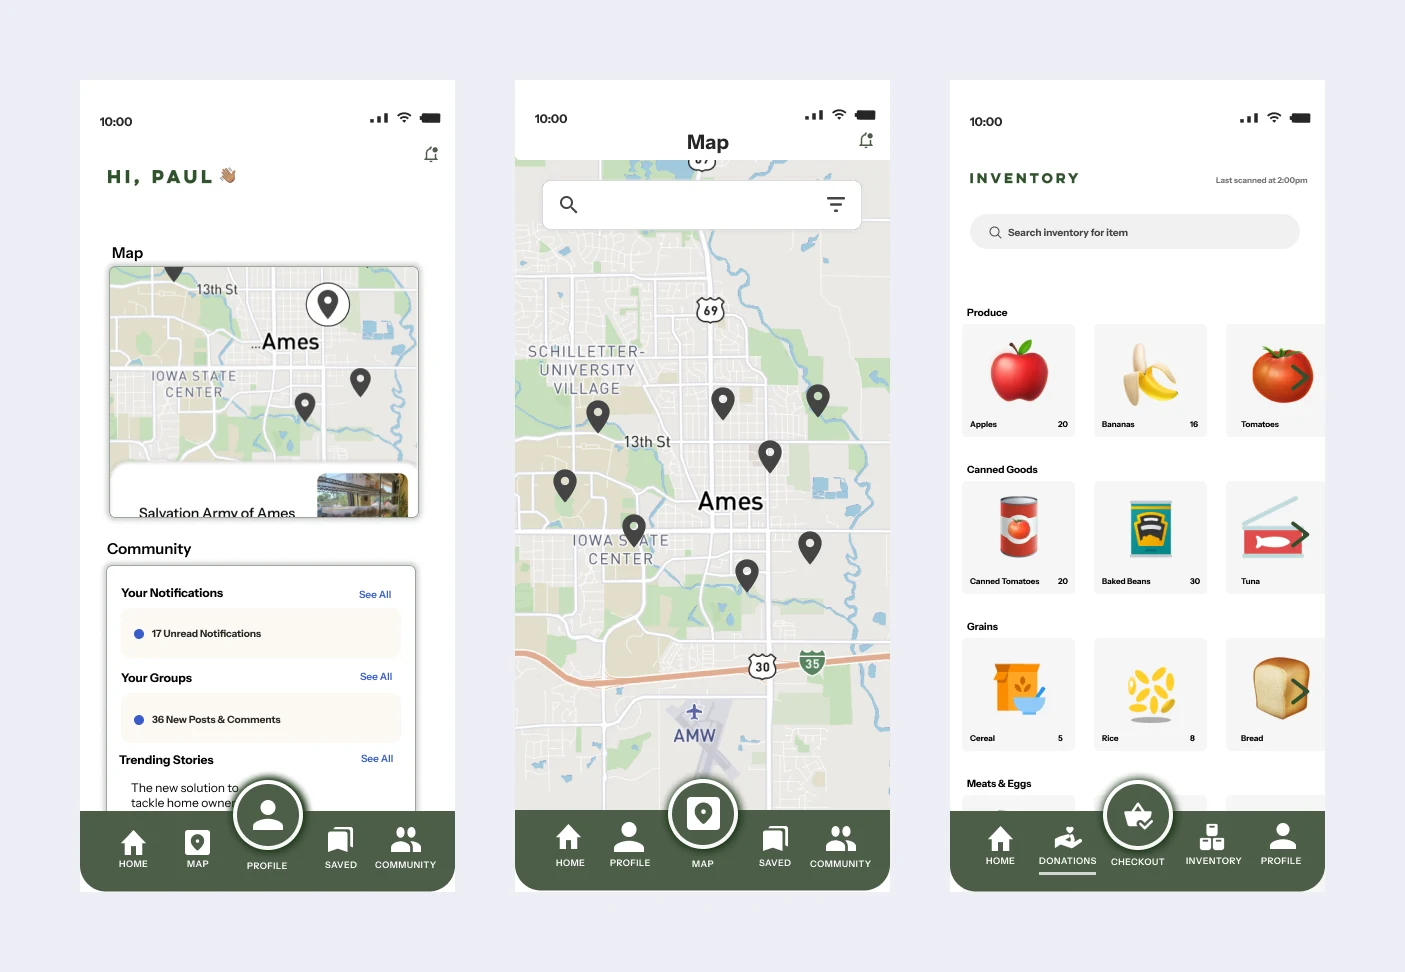 10:00
HI, PAUL
Map
13th St
...Ames
IOWA STATE
CENTER
Salvation Army of Ames
Community
Your Notifications
See All
17 Unread Notifications
Your Groups
See All
36 New Posts & Comments
Trending Stories
See All
The new solution to
tackle home owner
HOME
MAP
PROFILE
SAVED
COMMUNITY
10:00
Map
69
SCHILLETTER-
UNIVERSITY
VILLAGE
13th St
Ames
IOWA STATE
CENTER
30
35
AMW
HOME
PROFILE
MAP
SAVED
COMMUNITY
10:00
INVENTORY
Last scanned at 2:00pm
Search inventory for item
Produce
Apples 20
Bananas 16
Tomatoes
Canned Goods
Canned Tomatoes 20
Baked Beans 30
Tuna
Grains
Cereal 5
Rice 8
Bread
Meats & Eggs
HOME
DONATIONS
CHECKOUT
INVENTORY
PROFILE